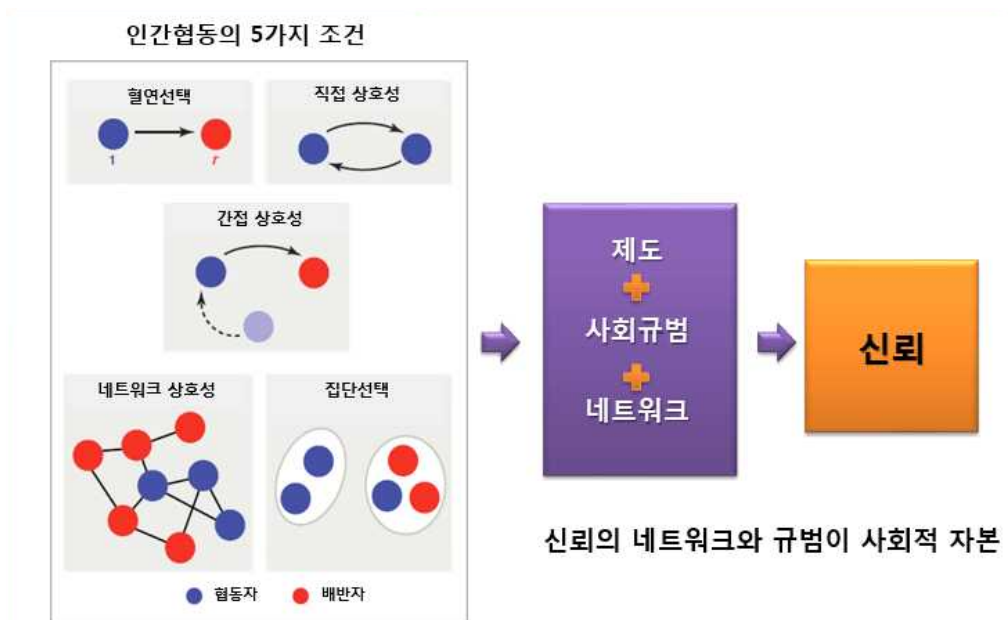 인간협동의 5가지 조건
혈연선택
1
r
직접 상호성
간접 상호성
네트워크 상호성
집단선택
협동자
배반자
제도
사회규범
네트워크
신뢰
신뢰의 네트워크와 규범이 사회적 자본